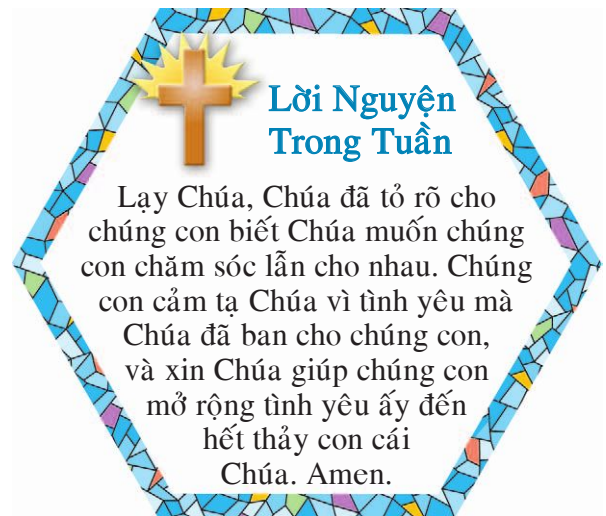 Lời Nguyện
Trong Tuần
Lạy Chúa, Chúa đã tỏ rõ cho
chúng con biết Chúa muốn chúng
con chăm sóc lẫn cho nhau. Chúng
con cảm tạ Chúa vì tình yêu mà
Chúa đã ban cho chúng con,
và xin Chúa giúp chúng con
mở rộng tình yêu ấy đến
hết thảy con cái
Chúa. Amen.